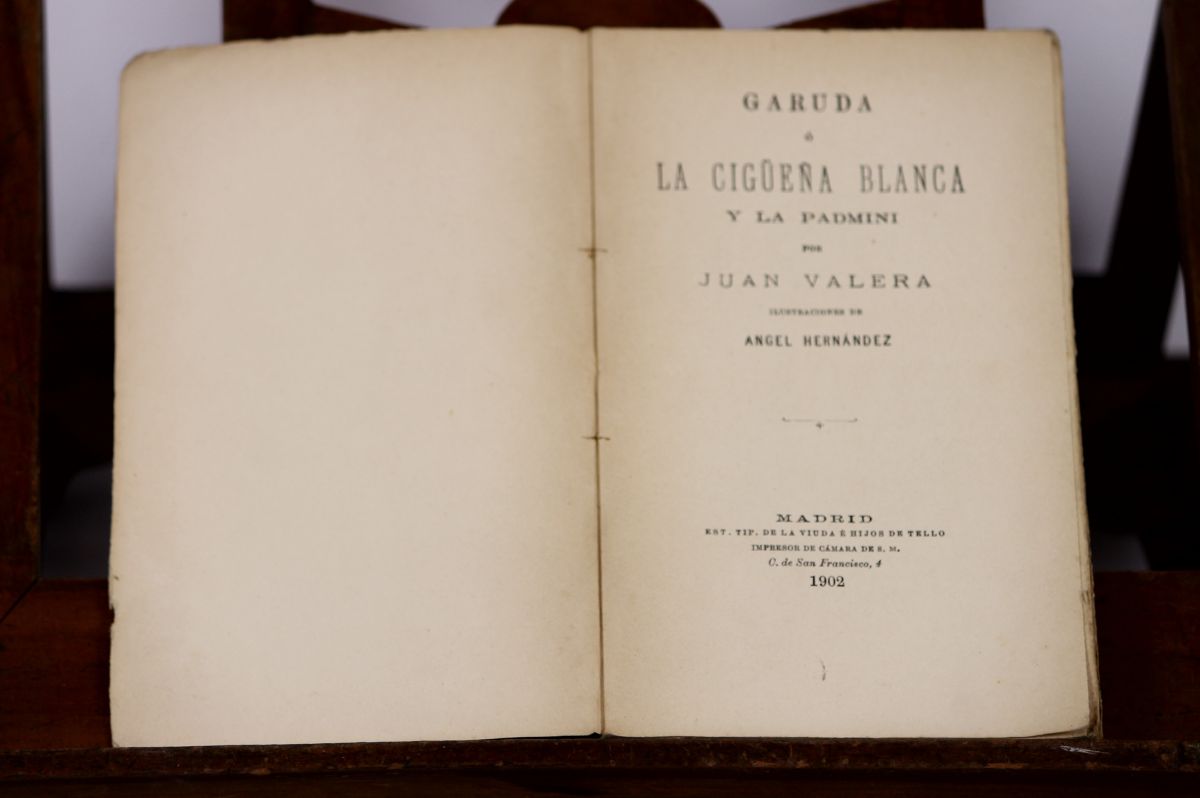 GARUDA
ó
LA CIGÜEÑA BLANCA
Y LA PADMINI
POR
JUAN VALERA
ILUSTRACIONES DE
ANGEL HERNÁNDEZ
MADRID
EST. TIP. DE LA VIUDA É HIJOS DE TELLO
IMPRESOR DE CÁMARA DE S. M.
C. de San Francisco, 4
1902